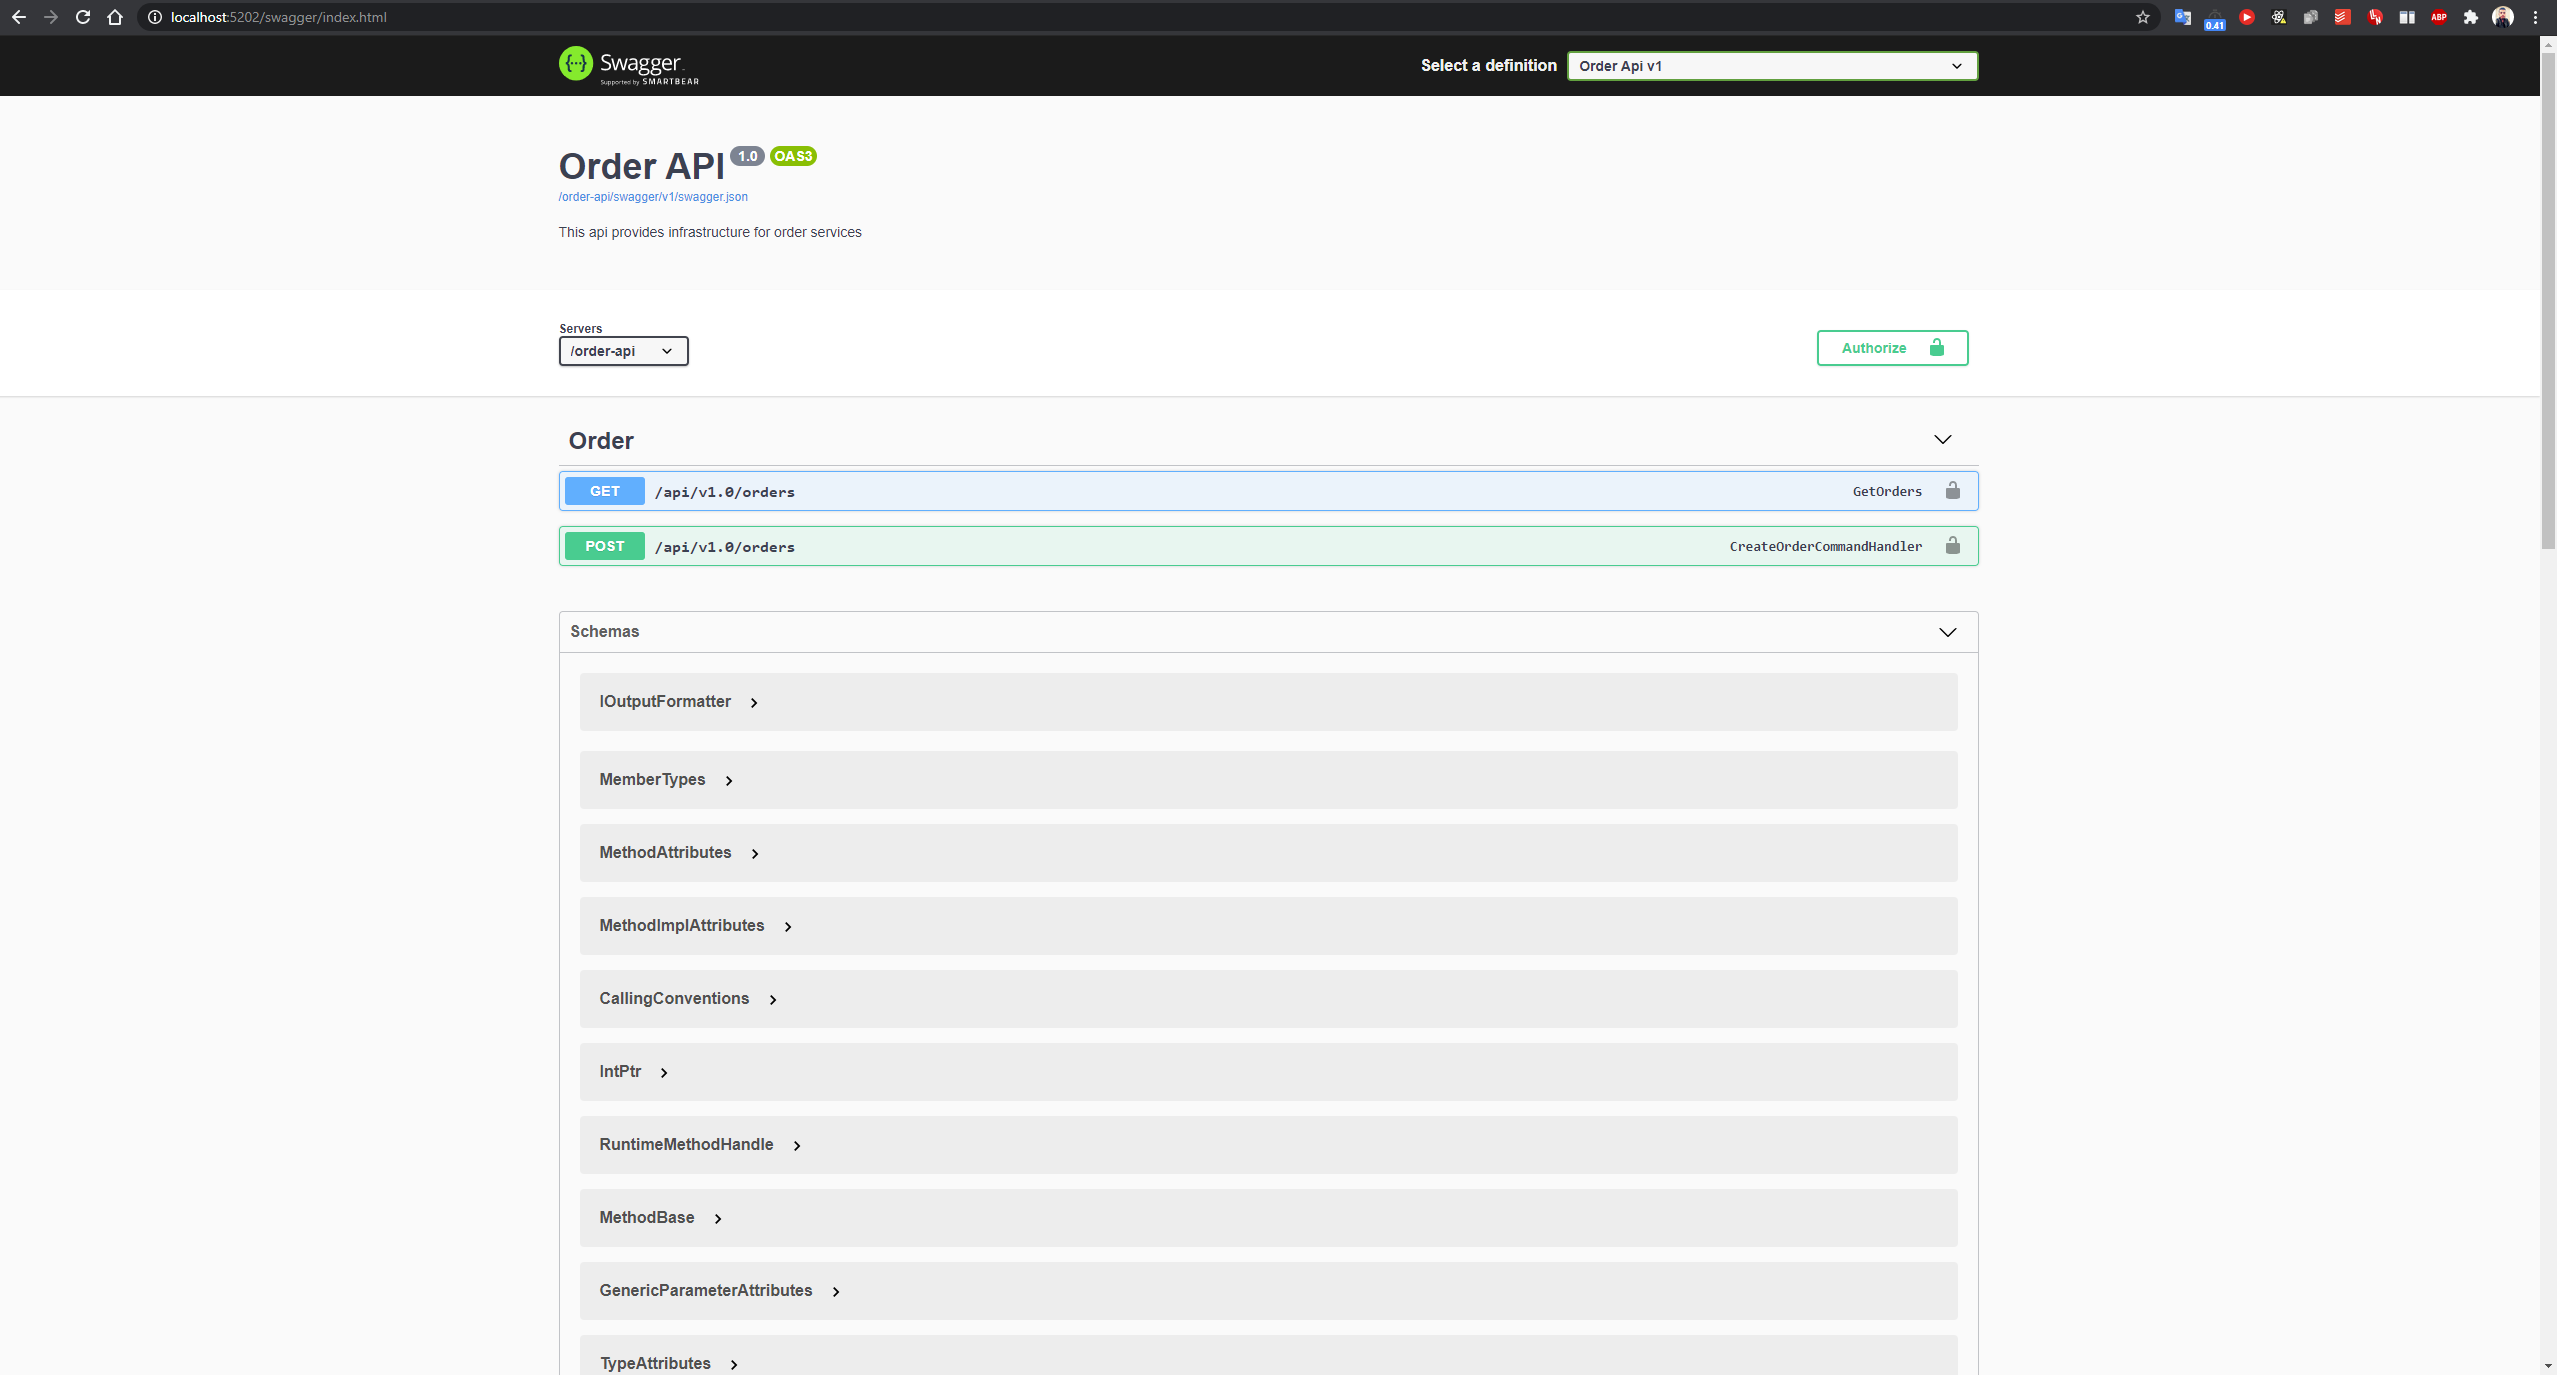 localhost:5202/swagger/index.html
0.41
ABP
Swagger
Supported by SMARTBEAR
Select a definition
Order Api v1
Order API 1.0 OAS3
/order-api/swagger/v1/swagger.json
This api provides infrastructure for order services
Servers
/order-api
Authorize
Order
GET /api/v1.0/orders GetOrders
POST /api/v1.0/orders CreateOrderCommandHandler
Schemas
IOutputFormatter
MemberTypes
MethodAttributes
MethodImplAttributes
CallingConventions
IntPtr
RuntimeMethodHandle
MethodBase
GenericParameterAttributes
TypeAttributes